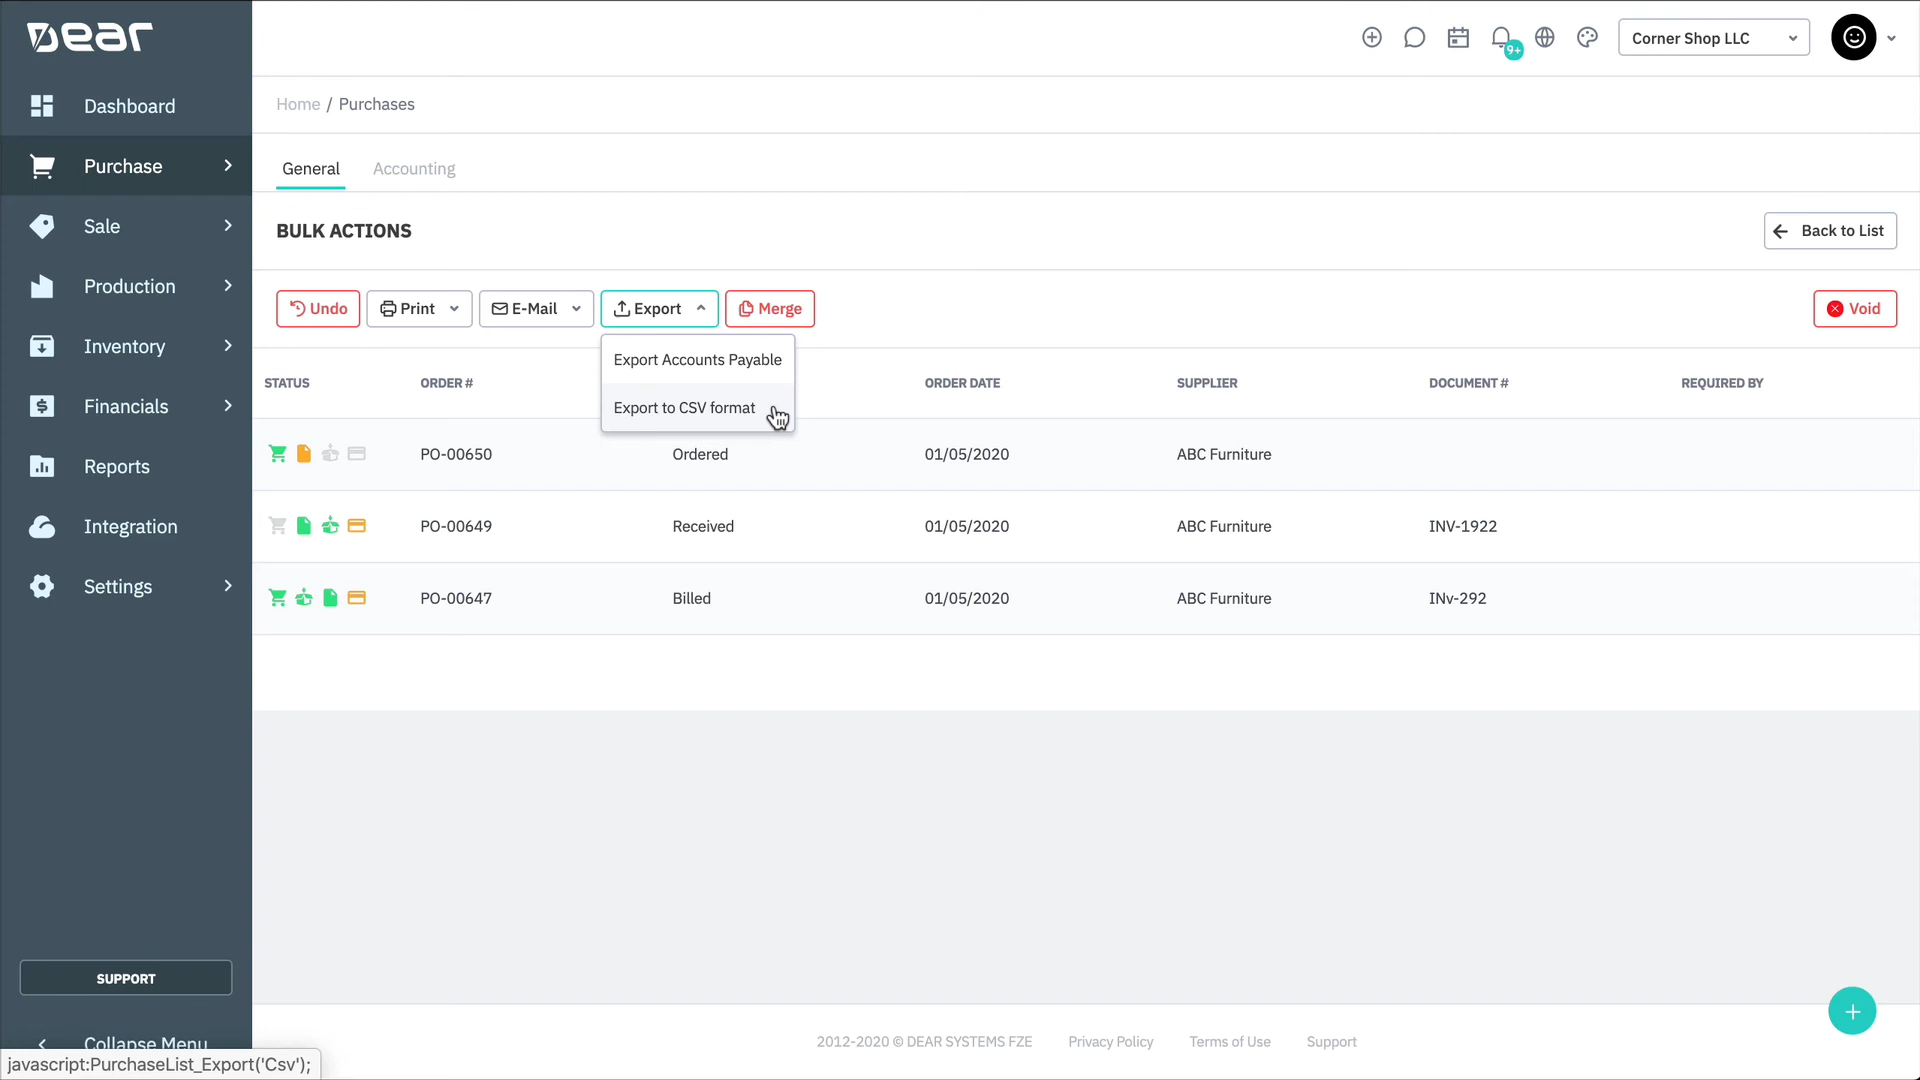 Dear
9+
Corner Shop LLC
Dashboard
Home / Purchases
Purchase
General
Accounting
Sale
BULK ACTIONS
Back to List
Production
Undo
Print
E-Mail
Export
Merge
Void
Inventory
Export Accounts Payable
STATUS
ORDER #
ORDER DATE
SUPPLIER
DOCUMENT #
REQUIRED BY
Financials
Export to CSV format
PO-00650
Ordered
01/05/2020
ABC Furniture
Reports
PO-00649
Received
01/05/2020
ABC Furniture
INV-1922
Integration
Settings
PO-00647
Billed
01/05/2020
ABC Furniture
INv-292
SUPPORT
Collapse Menu
2012-2020 © DEAR SYSTEMS FZE
Privacy Policy
Terms of Use
Support
javascript:PurchaseList_Export('Csv');